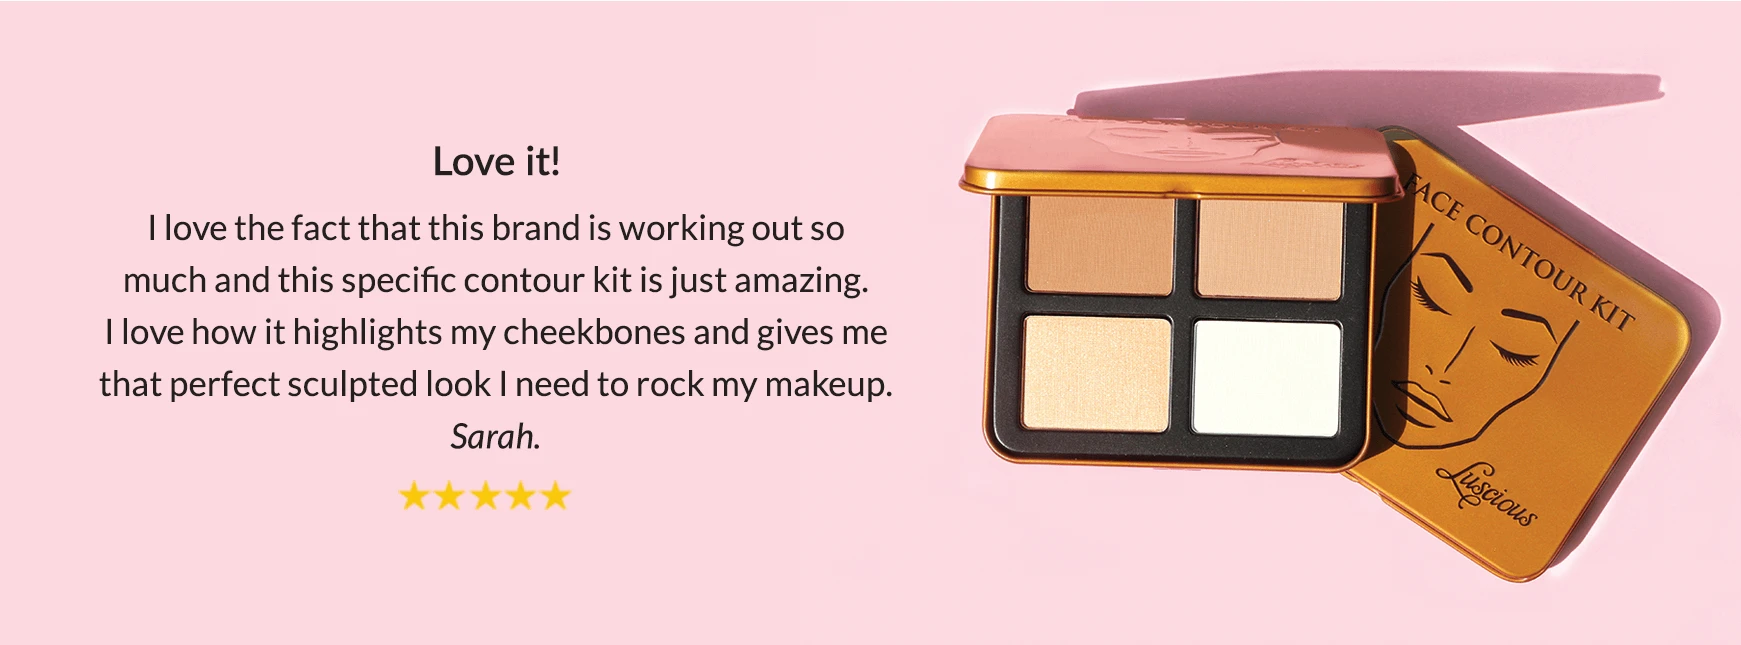 Love it!
I love the fact that this brand is working out so
much and this specific contour kit is just amazing.
I love how it highlights my cheekbones and gives me
that perfect sculpted look I need to rock my makeup.
Sarah.
FACE CONTOUR KIT
Luscious